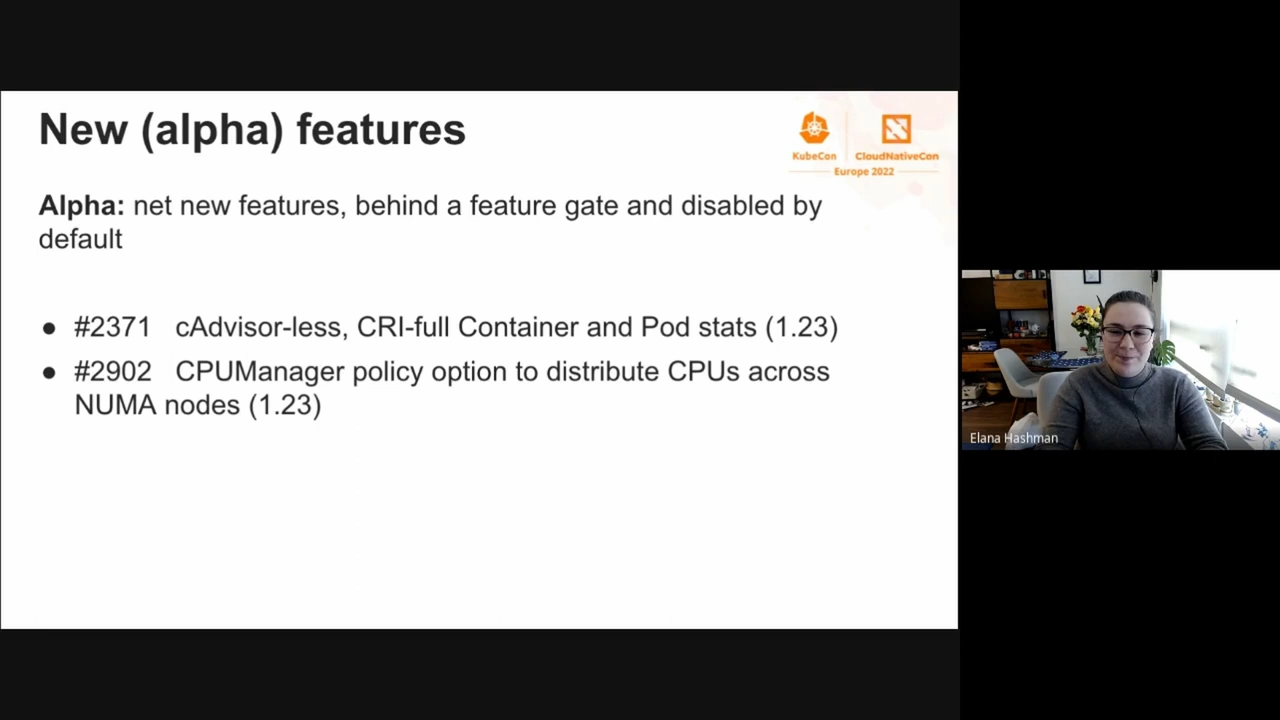 New (alpha) features
KubeCon
CloudNativeCon
Europe 2022
Alpha: net new features, behind a feature gate and disabled by
default
● #2371 cAdvisor-less, CRI-full Container and Pod stats (1.23)
● #2902 CPUManager policy option to distribute CPUs across
NUMA nodes (1.23)
Elana Hashman